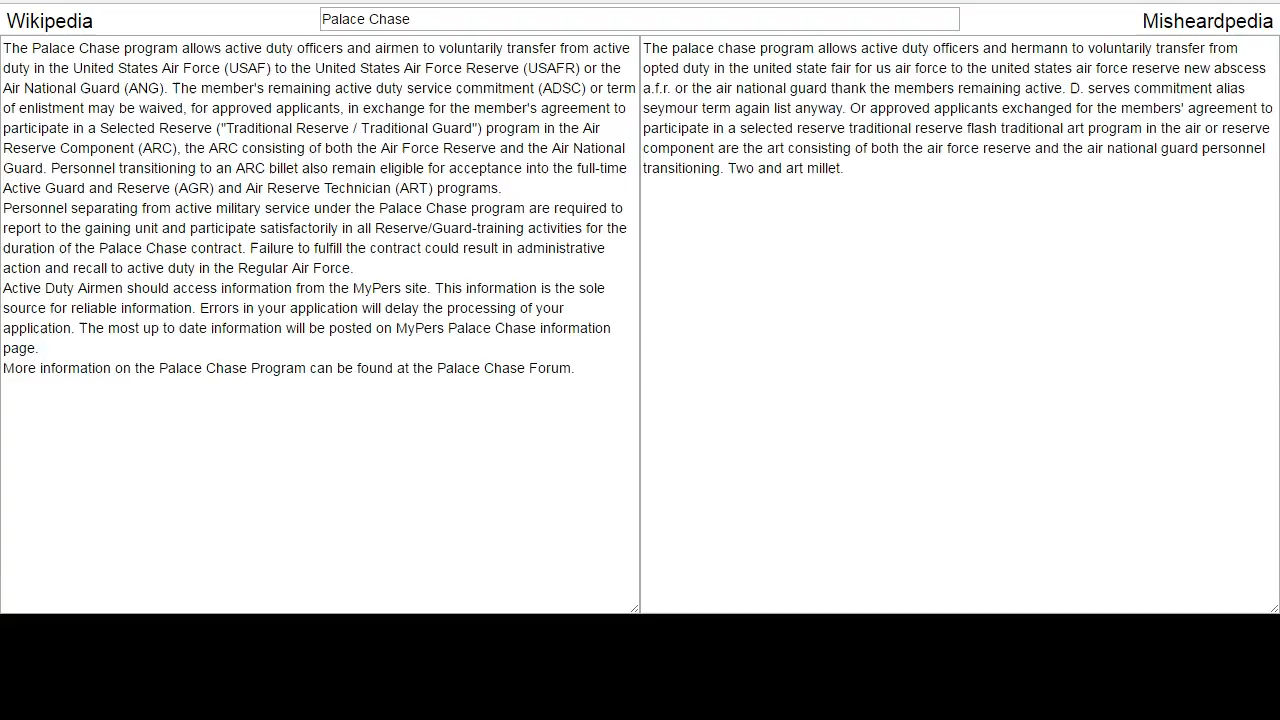 Wikipedia
Palace Chase
Misheardpedia
The Palace Chase program allows active duty officers and airmen to voluntarily transfer from active
duty in the United States Air Force (USAF) to the United States Air Force Reserve (USAFR) or the
Air National Guard (ANG). The member's remaining active duty service commitment (ADSC) or term
of enlistment may be waived, for approved applicants, in exchange for the member's agreement to
participate in a Selected Reserve ("Traditional Reserve / Traditional Guard") program in the Air
Reserve Component (ARC), the ARC consisting of both the Air Force Reserve and the Air National
Guard. Personnel transitioning to an ARC billet also remain eligible for acceptance into the full-time
Active Guard and Reserve (AGR) and Air Reserve Technician (ART) programs.
Personnel separating from active military service under the Palace Chase program are required to
report to the gaining unit and participate satisfactorily in all Reserve/Guard-training activities for the
duration of the Palace Chase contract. Failure to fulfill the contract could result in administrative
action and recall to active duty in the Regular Air Force.
Active Duty Airmen should access information from the MyPers site. This information is the sole
source for reliable information. Errors in your application will delay the processing of your
application. The most up to date information will be posted on MyPers Palace Chase information
page.
More information on the Palace Chase Program can be found at the Palace Chase Forum.
The palace chase program allows active duty officers and hermann to voluntarily transfer from
opted duty in the united state fair for us air force to the united states air force reserve new abscess
a.f.r. or the air national guard thank the members remaining active. D. serves commitment alias
seymour term again list anyway. Or approved applicants exchanged for the members' agreement to
participate in a selected reserve traditional reserve flash traditional art program in the air or reserve
component are the art consisting of both the air force reserve and the air national guard personnel
transitioning. Two and art millet.